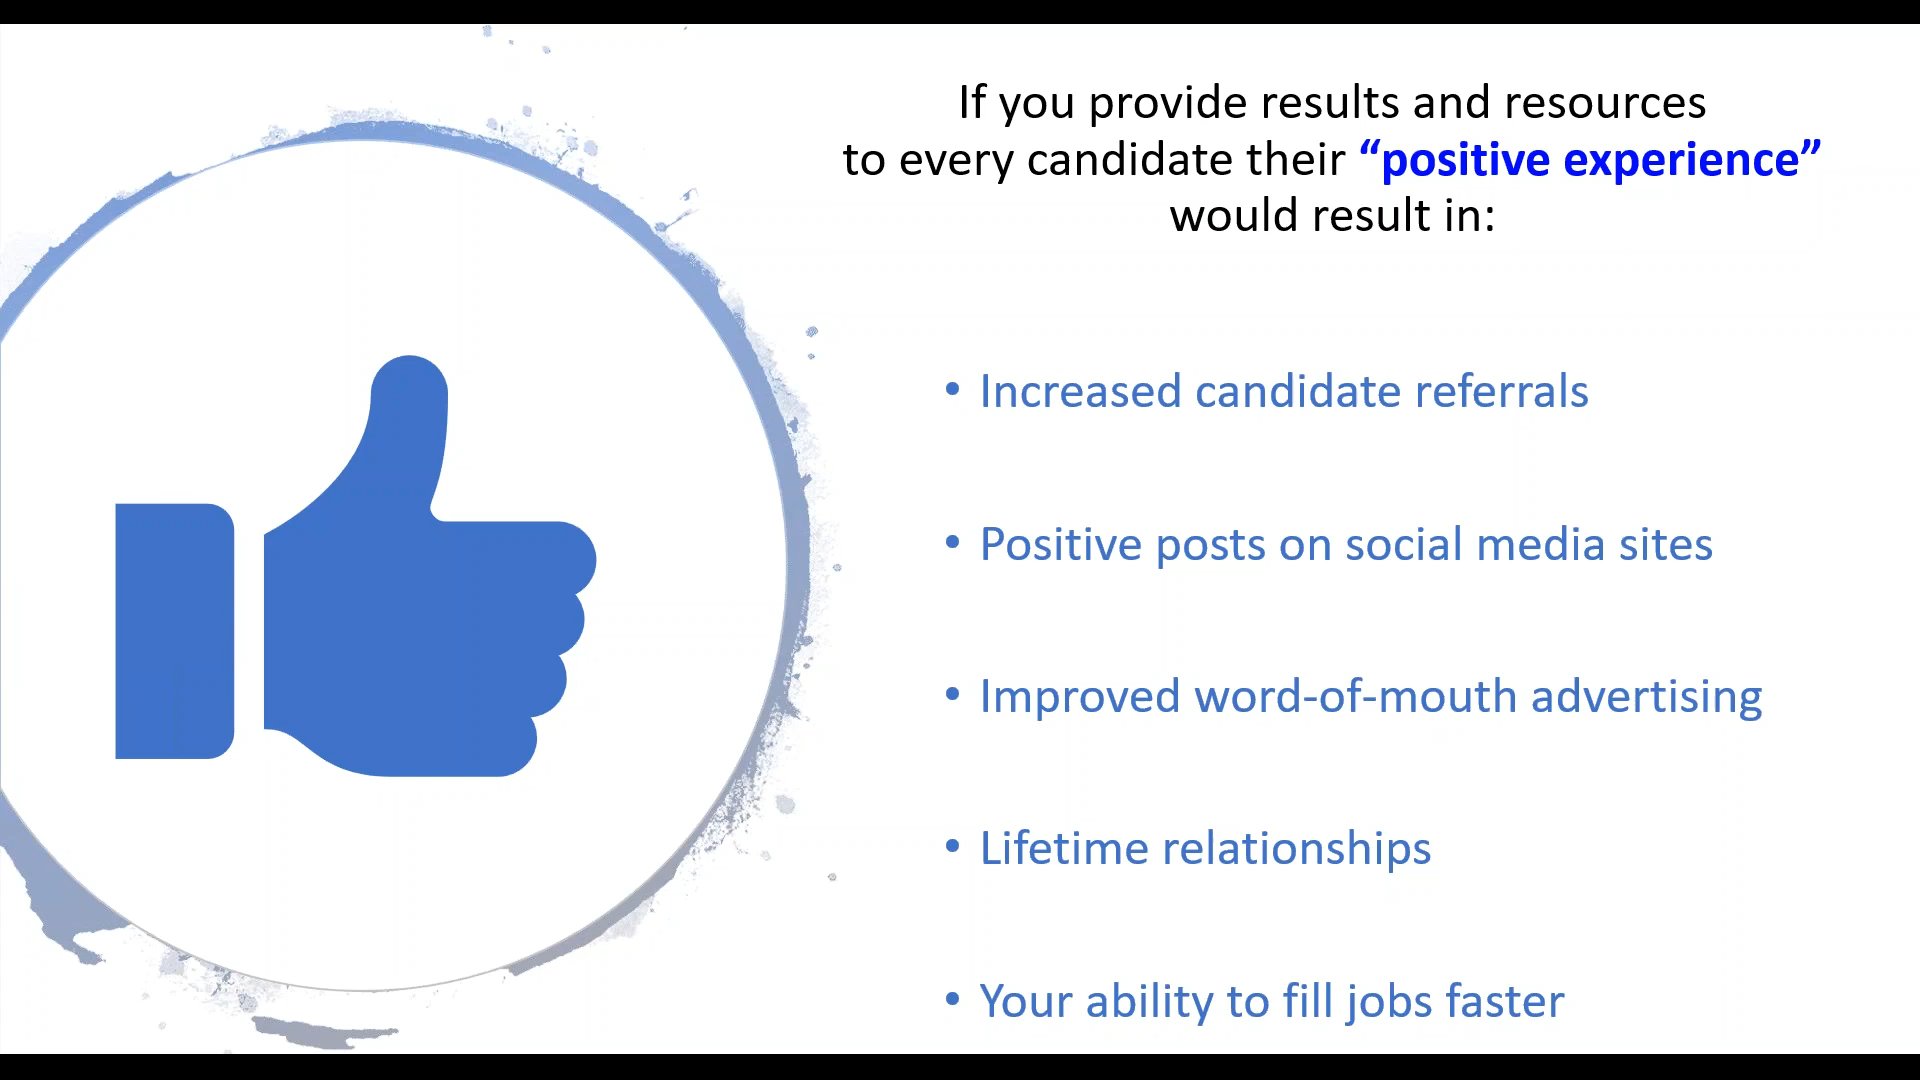 If you provide results and resources
to every candidate their “positive experience”
would result in:
• Increased candidate referrals
• Positive posts on social media sites
• Improved word-of-mouth advertising
• Lifetime relationships
• Your ability to fill jobs faster